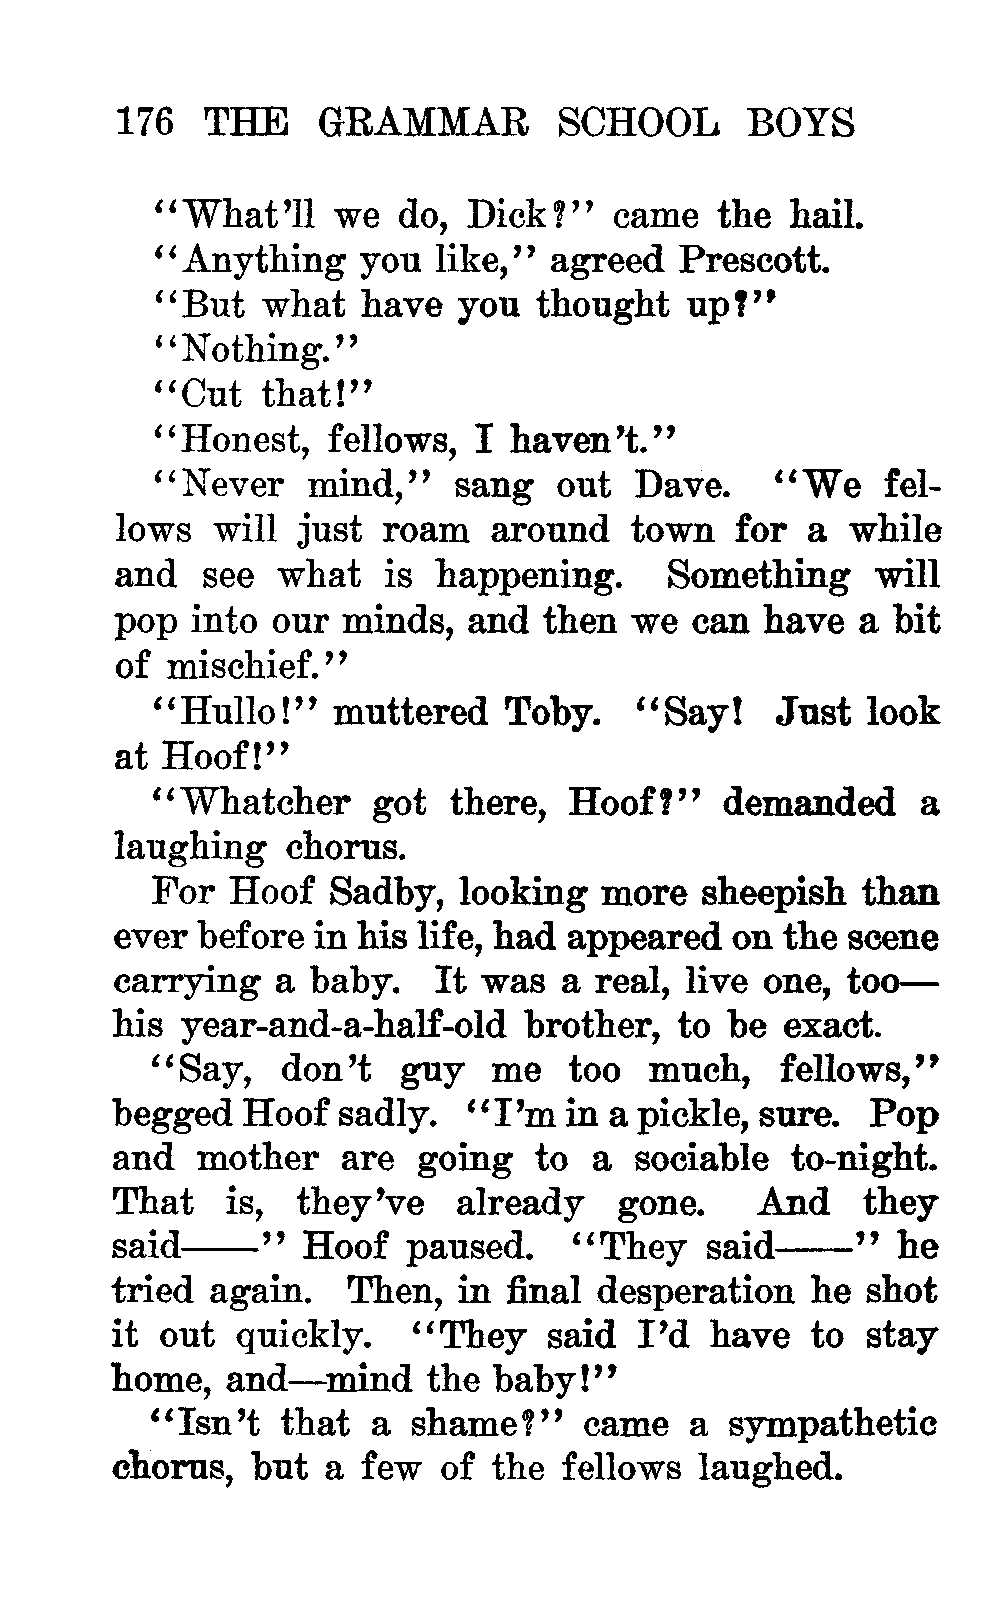 176 THE GRAMMAR SCHOOL BOYS
"What'll we do, Dick?" came the hail.
"Anything you like," agreed Prescott.
"But what have you thought up?"
"Nothing."
"Cut that!"
"Honest, fellows, I haven't."
"Never mind," sang out Dave. "We fel-
lows will just roam around town for a while
and see what is happening. Something will
pop into our minds, and then we can have a bit
of mischief."
"Hullo!" muttered Toby. "Say! Just look
at Hoof!"
"Whatcher got there, Hoof?" demanded a
laughing chorus.
For Hoof Sadby, looking more sheepish than
ever before in his life, had appeared on the scene
carrying a baby. It was a real, live one, too—
his year-and-a-half-old brother, to be exact.
"Say, don't guy me too much, fellows,"
begged Hoof sadly. "I'm in a pickle, sure. Pop
and mother are going to a sociable to-night.
That is, they've already gone. And they
said——" Hoof paused. "They said——" he
tried again. Then, in final desperation he shot
it out quickly. "They said I'd have to stay
home, and—mind the baby!"
"Isn't that a shame?" came a sympathetic
chorus, but a few of the fellows laughed.